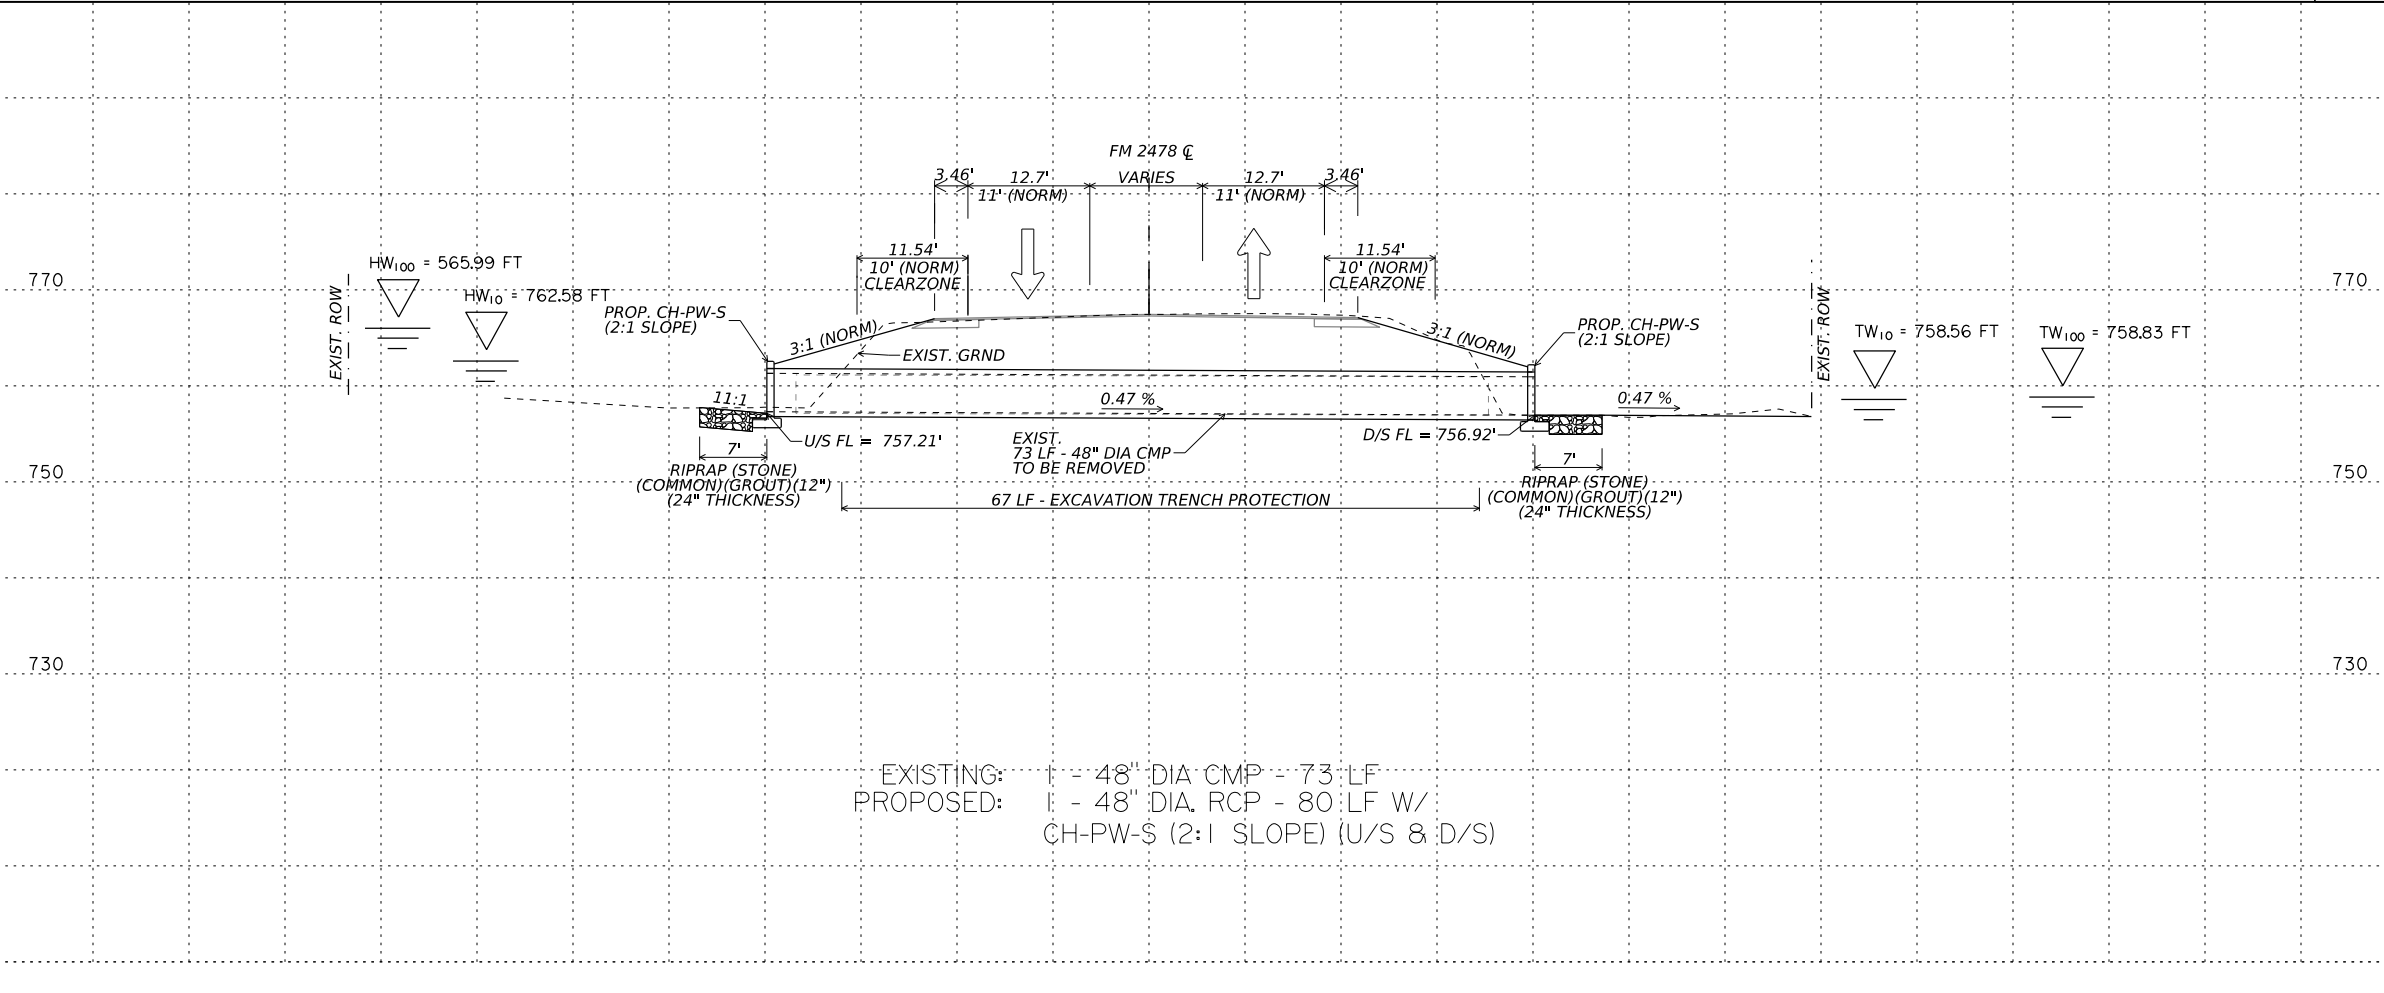 FM 2478 ℄
3.46'
12.7'
VARIES
12.7'
3.46'
11' (NORM)
11' (NORM)
11.54'
10' (NORM)
CLEARZONE
11.54'
10' (NORM)
CLEARZONE
HW100 = 565.99 FT
HW10 = 762.58 FT
770
770
EXIST. ROW
EXIST. ROW
PROP. CH-PW-S
(2:1 SLOPE)
3:1 (NORM)
3:1 (NORM)
PROP. CH-PW-S
(2:1 SLOPE)
TW10 = 758.56 FT
TW100 = 758.83 FT
EXIST. GRND
11:1
0.47 %
0.47 %
U/S FL = 757.21'
EXIST.
73 LF - 48" DIA CMP
TO BE REMOVED
D/S FL = 756.92'
7'
RIPRAP (STONE)
(COMMON)(GROUT)(12")
(24" THICKNESS)
7'
RIPRAP (STONE)
(COMMON)(GROUT)(12")
(24" THICKNESS)
750
750
67 LF - EXCAVATION TRENCH PROTECTION
730
730
EXISTING: 1 - 48" DIA CMP - 73 LF
PROPOSED: 1 - 48" DIA. RCP - 80 LF W/
CH-PW-S (2:1 SLOPE) (U/S & D/S)